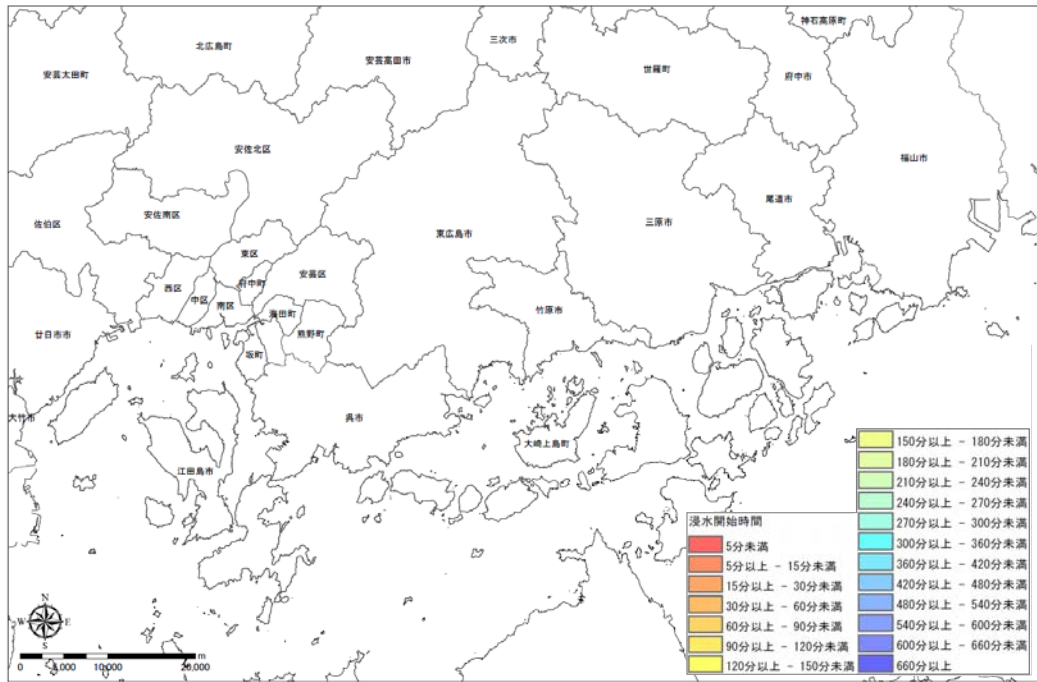 神石高原町
三次市
北広島町
安芸高田市
安芸太田町
世羅町
府中市
安佐北区
福山市
尾道市
安佐南区
佐伯区
三原市
東広島市
東区
安芸区
府中町
西区
中区
南区
海田町
竹原市
熊野町
廿日市市
坂町
大竹市
呉市
大崎上島町
江田島市
浸水開始時間
5分未満
5分以上 - 15分未満
15分以上 - 30分未満
30分以上 - 60分未満
60分以上 - 90分未満
90分以上 - 120分未満
120分以上 - 150分未満
150分以上 - 180分未満
180分以上 - 210分未満
210分以上 - 240分未満
240分以上 - 270分未満
270分以上 - 300分未満
300分以上 - 360分未満
360分以上 - 420分未満
420分以上 - 480分未満
480分以上 - 540分未満
540分以上 - 600分未満
600分以上 - 660分未満
660分以上
N
W E
S
m
0 5,000 10,000 20,000